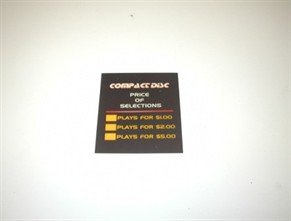 COMPACT DISC
PRICE
OF
SELECTIONS
PLAYS FOR $1.00
PLAYS FOR $2.00
PLAYS FOR $5.00